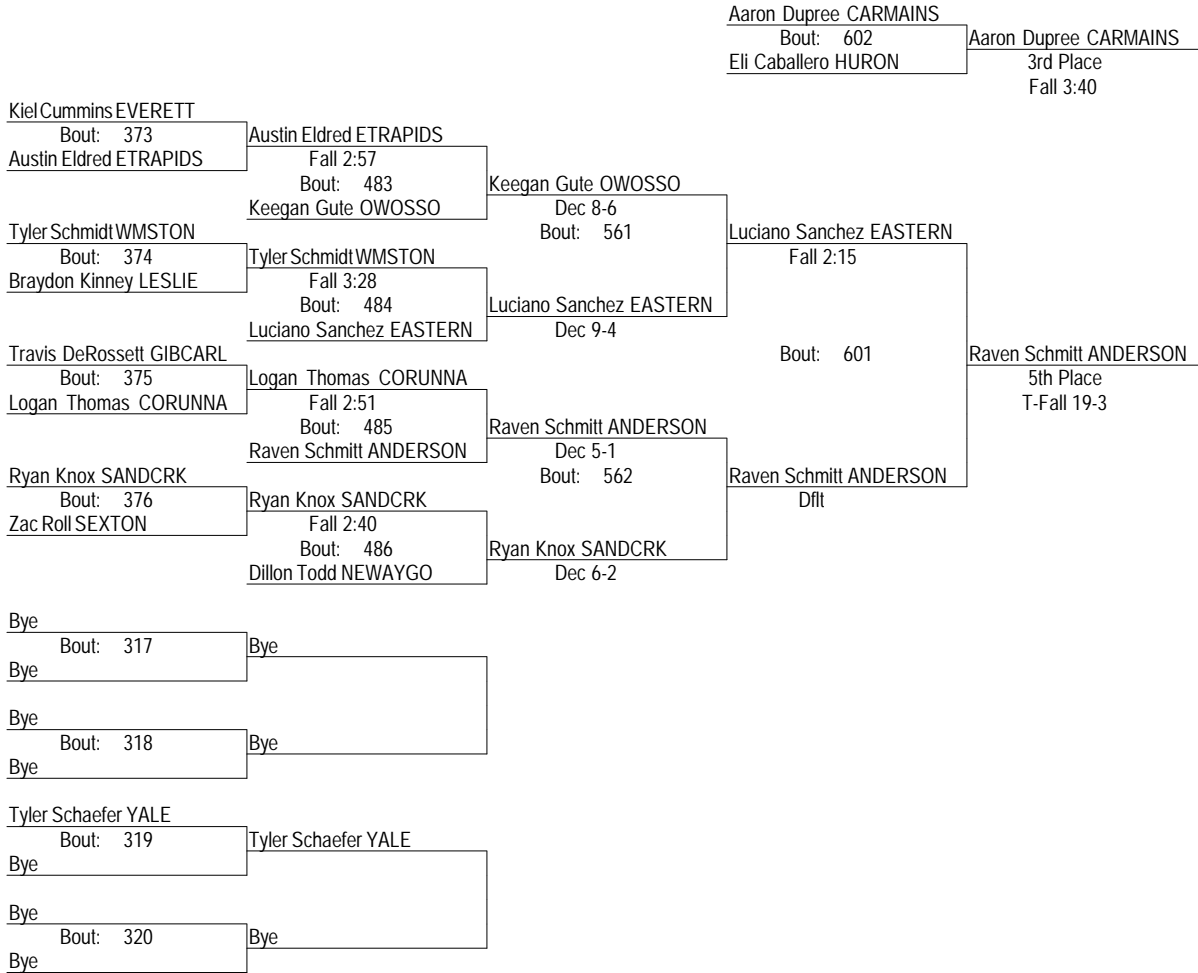 Aaron Dupree CARMAINS
Bout: 602
Aaron Dupree CARMAINS
Eli Caballero HURON
3rd Place
Fall 3:40
Kiel Cummins EVERETT
Bout: 373
Austin Eldred ETRAPIDS
Austin Eldred ETRAPIDS
Fall 2:57
Bout: 483
Keegan Gute OWOSSO
Keegan Gute OWOSSO
Dec 8-6
Bout: 561
Tyler Schmidt WMSTON
Bout: 374
Braydon Kinney LESLIE
Tyler Schmidt WMSTON
Fall 3:28
Bout: 484
Luciano Sanchez EASTERN
Luciano Sanchez EASTERN
Dec 9-4
Luciano Sanchez EASTERN
Fall 2:15
Bout: 601
Travis DeRossett GIBCARL
Bout: 375
Logan Thomas CORUNNA
Logan Thomas CORUNNA
Fall 2:51
Bout: 485
Raven Schmitt ANDERSON
Raven Schmitt ANDERSON
Dec 5-1
Bout: 562
Ryan Knox SANDCRK
Bout: 376
Zac Roll SEXTON
Ryan Knox SANDCRK
Fall 2:40
Bout: 486
Dillon Todd NEWAYGO
Ryan Knox SANDCRK
Dec 6-2
Raven Schmitt ANDERSON
Dflt
Raven Schmitt ANDERSON
5th Place
T-Fall 19-3
Bye
Bout: 317
Bye
Bye
Bye
Bout: 318
Bye
Bye
Tyler Schaefer YALE
Bout: 319
Bye
Tyler Schaefer YALE
Bye
Bout: 320
Bye
Bye